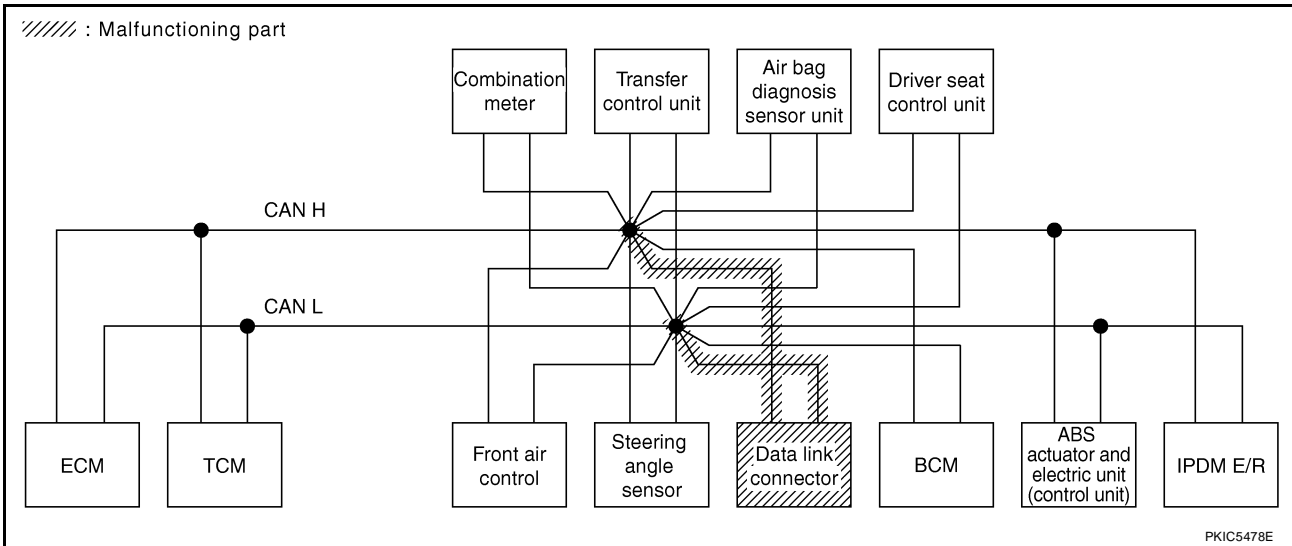 : Malfunctioning part
Combination
meter
Transfer
control unit
Air bag
diagnosis
sensor unit
Driver seat
control unit
CAN H
CAN L
ECM
TCM
Front air
control
Steering
angle
sensor
Data link
connector
BCM
ABS
actuator and
electric unit
(control unit)
IPDM E/R
PKIC5478E